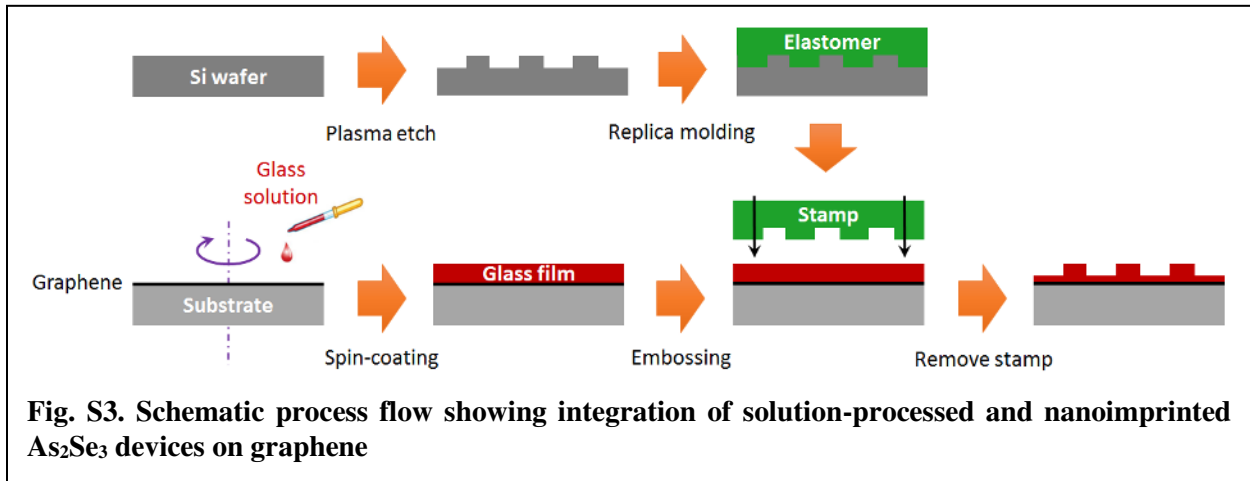 Si wafer
Plasma etch
Replica molding
Elastomer
Glass
solution
Graphene
Substrate
Spin-coating
Glass film
Embossing
Stamp
Remove stamp
Fig. S3. Schematic process flow showing integration of solution-processed and nanoimprinted
As₂Se₃ devices on graphene